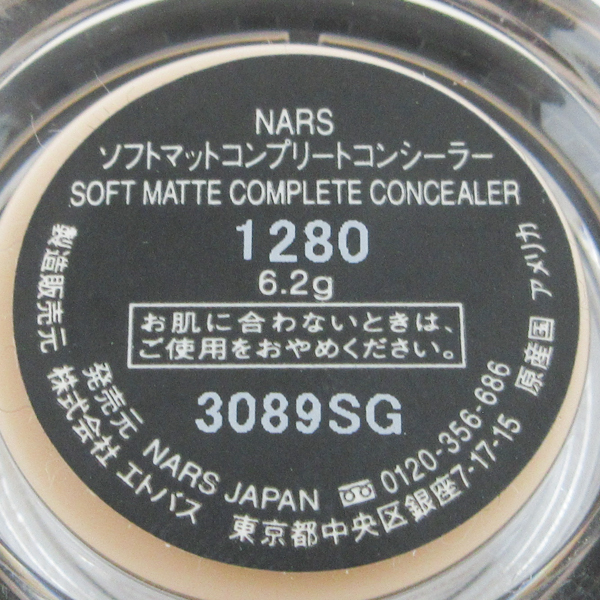 NARS
ソフトマットコンプリートコンシーラー
SOFT MATTE COMPLETE CONCEALER
1280
6.2g
お肌に合わないときは、
ご使用をおやめください。
3089SG
発売元 NARS JAPAN 0120-356-686
製造販売元 株式会社 エトバス 東京都中央区銀座7-17-15 原産国 アメリカ